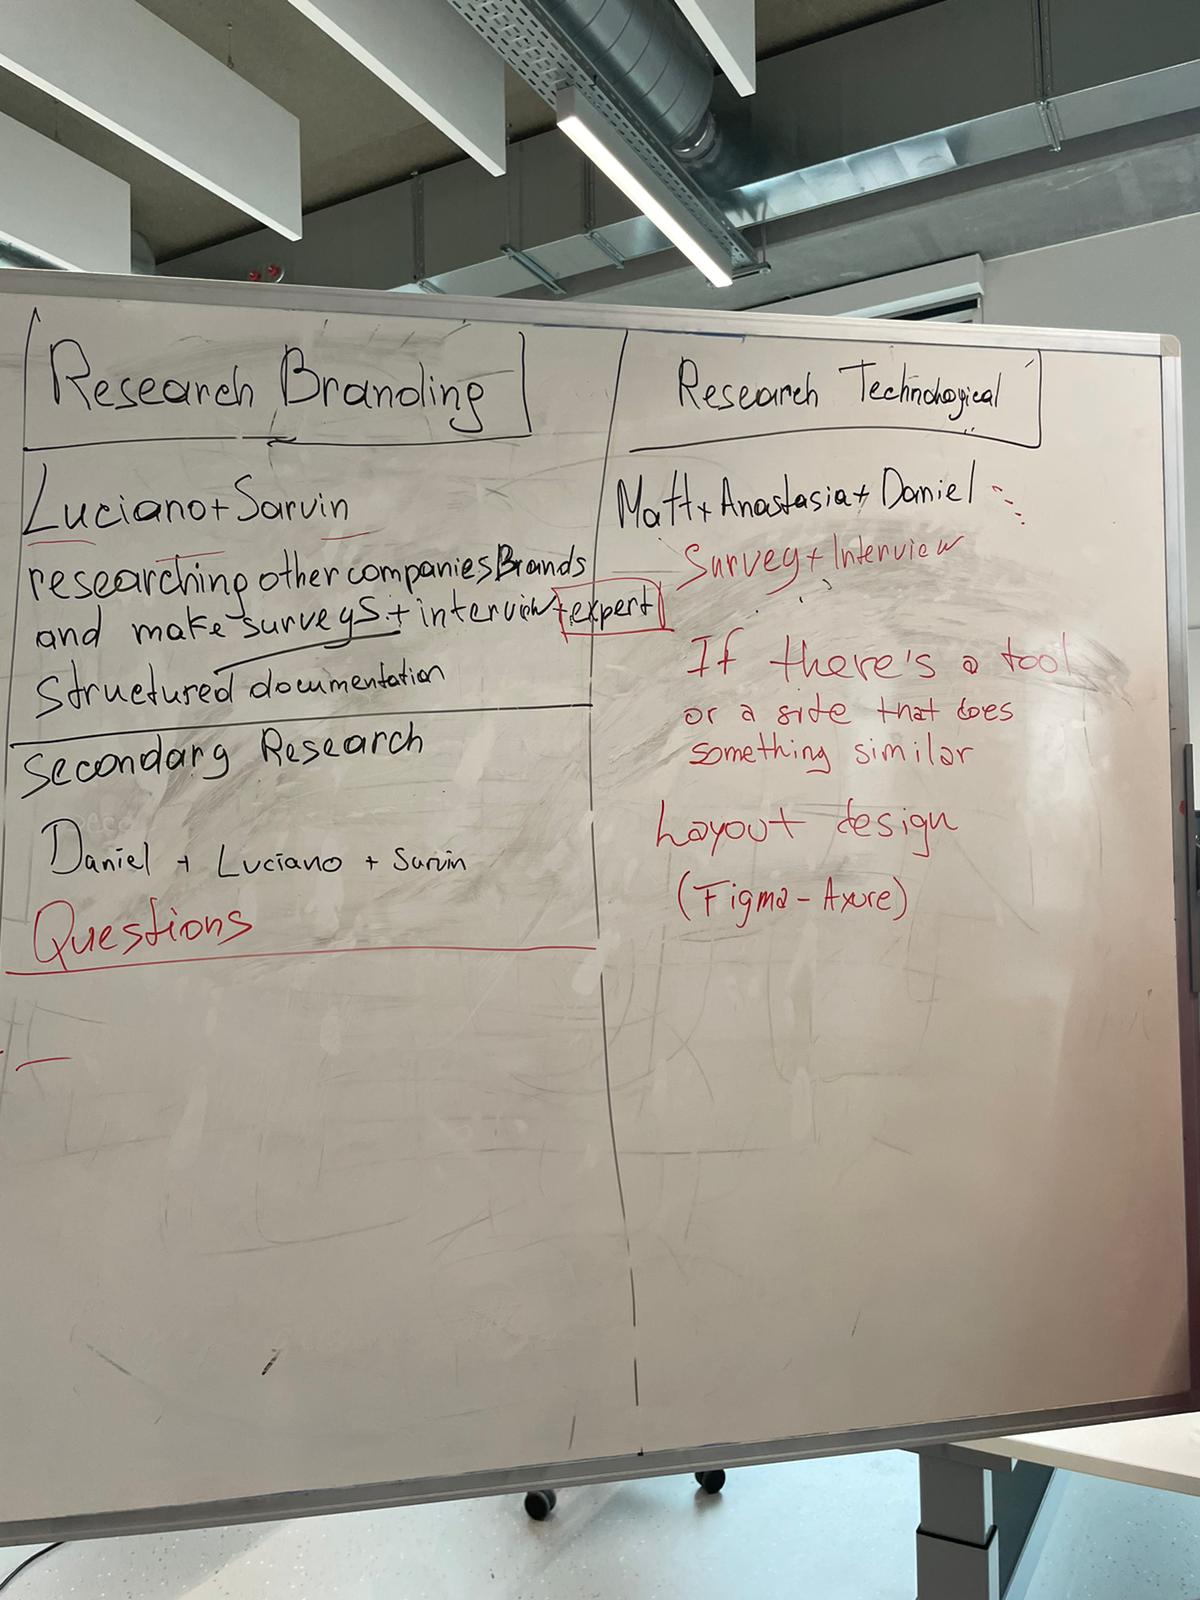 Research Branding
Luciano + Sarvin
researching other companies Brands
and make surveys + interview + expert
Structured documentation
Secondary Research
Daniel + Luciano + Sarvin
Questions
Research Technological
Matt + Anastasia + Daniel
Survey + Interview
If there's a tool
or a side that does
something similar
Layout design
(Figma - Axure)